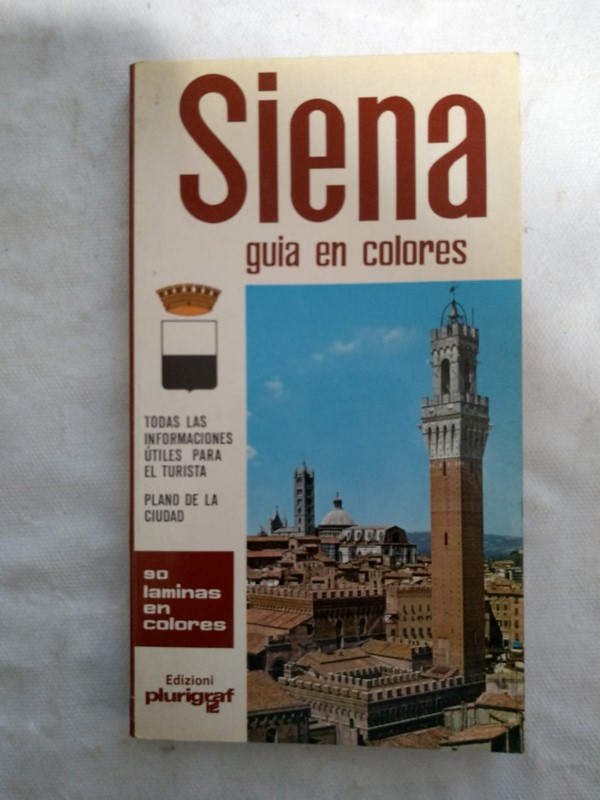 Siena
guia en colores
TODAS LAS
INFORMACIONES
ÚTILES PARA
EL TURISTA
PLANO DE LA
CIUDAD
90
laminas
en
colores
Edizioni
plurigraf